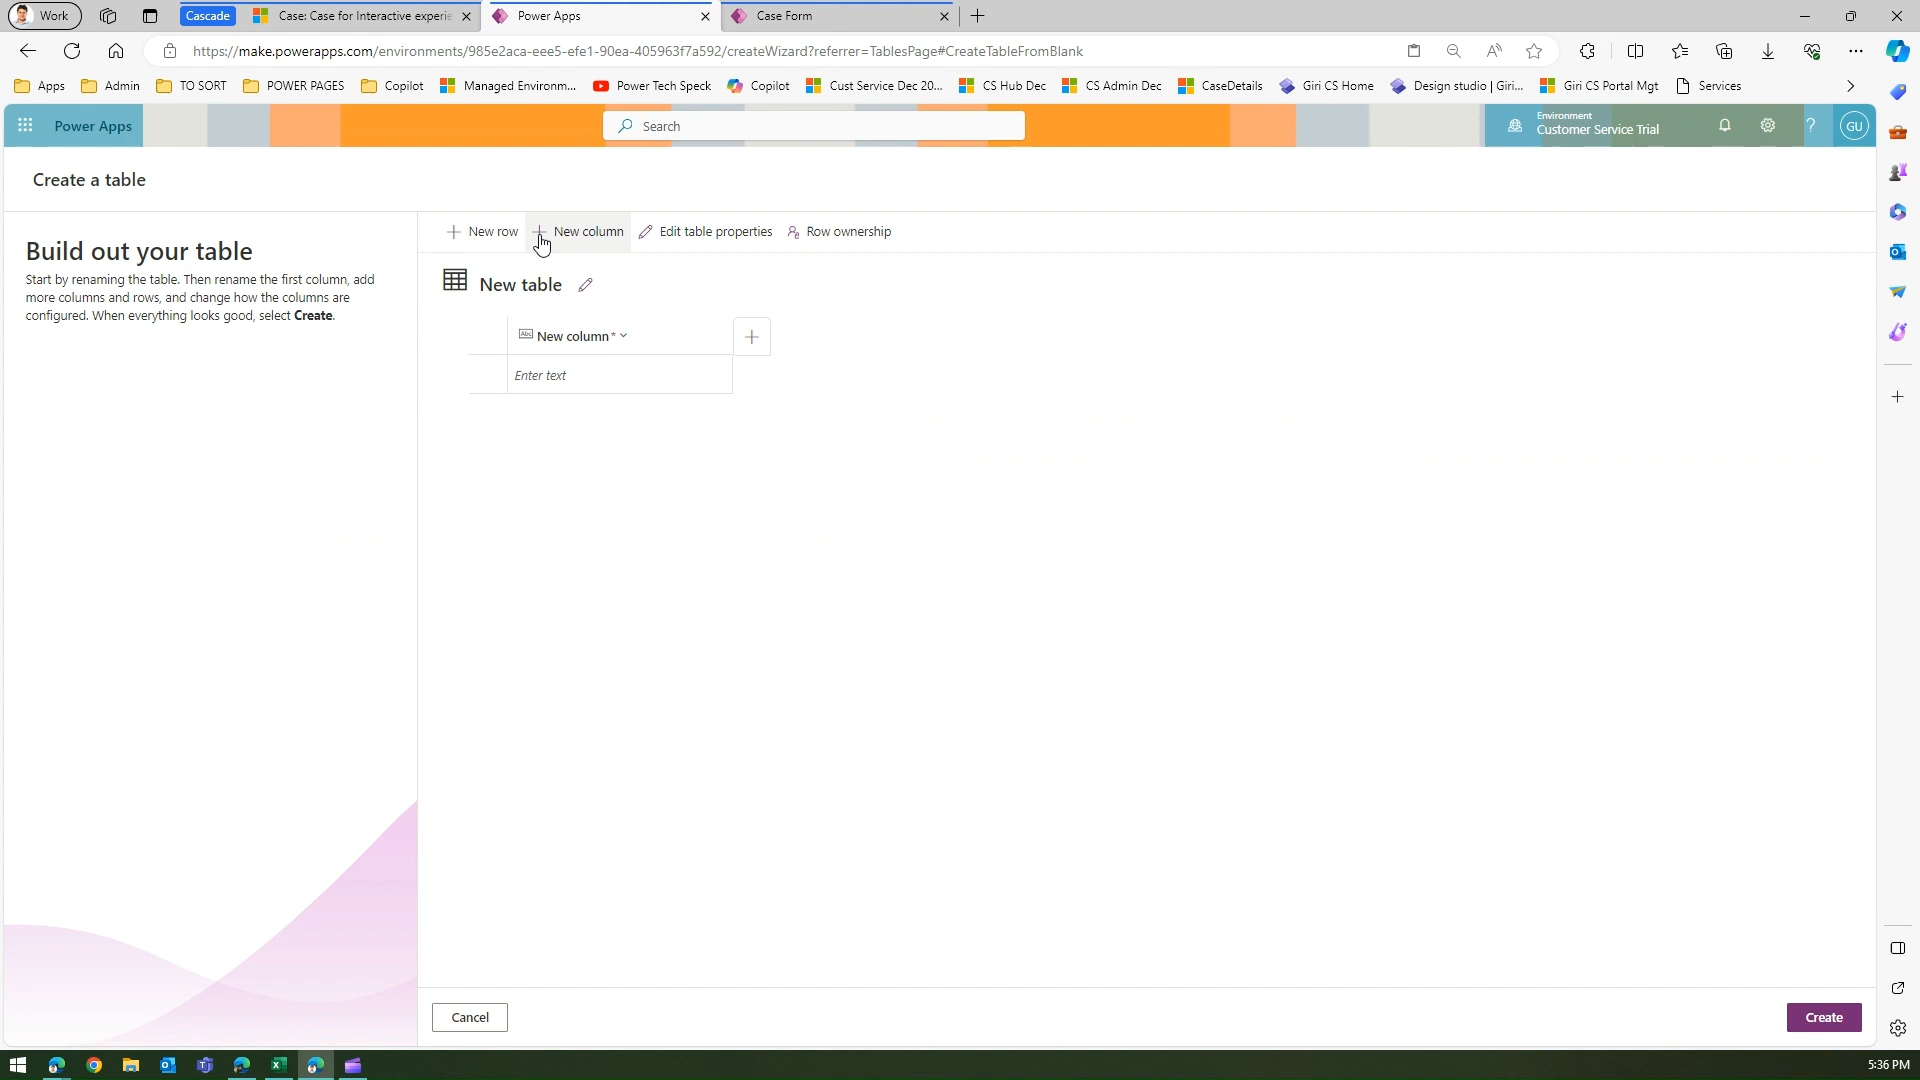 Work
Cascade
Case: Case for Interactive experie
Power Apps
Case Form
https://make.powerapps.com/environments/985e2aca-eee5-efe1-90ea-405963f7a592/createWizard?referrer=TablesPage#CreateTableFromBlank
Apps
Admin
TO SORT
POWER PAGES
Copilot
Managed Environm...
Power Tech Speck
Copilot
Cust Service Dec 20...
CS Hub Dec
CS Admin Dec
CaseDetails
Giri CS Home
Design studio | Giri...
Giri CS Portal Mgt
Services
Power Apps
Search
Environment
Customer Service Trial
?
GU
Create a table
Build out your table
Start by renaming the table. Then rename the first column, add
more columns and rows, and change how the columns are
configured. When everything looks good, select Create.
New row
New column
Edit table properties
Row ownership
New table
Abc New column *
Enter text
Cancel
Create
5:36 PM